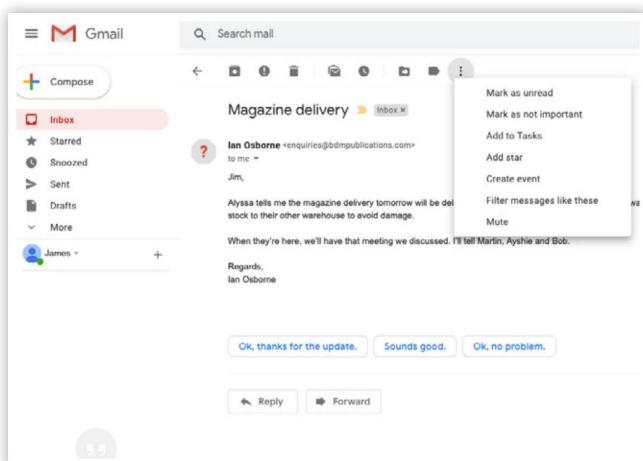 Gmail
Search mail
Compose
Inbox
Starred
Snoozed
Sent
Drafts
More
James
Magazine delivery
Inbox x
Ian Osborne <enquiries@bdmpublications.com>
to me
Jim,
Alyssa tells me the magazine delivery tomorrow will be del
stock to their other warehouse to avoid damage.
When they're here, we'll have that meeting we discussed. I'll tell Martin, Ayshie and Bob.
Regards,
Ian Osborne
Mark as unread
Mark as not important
Add to Tasks
Add star
Create event
Filter messages like these
Mute
Ok, thanks for the update.
Sounds good.
Ok, no problem.
Reply
Forward